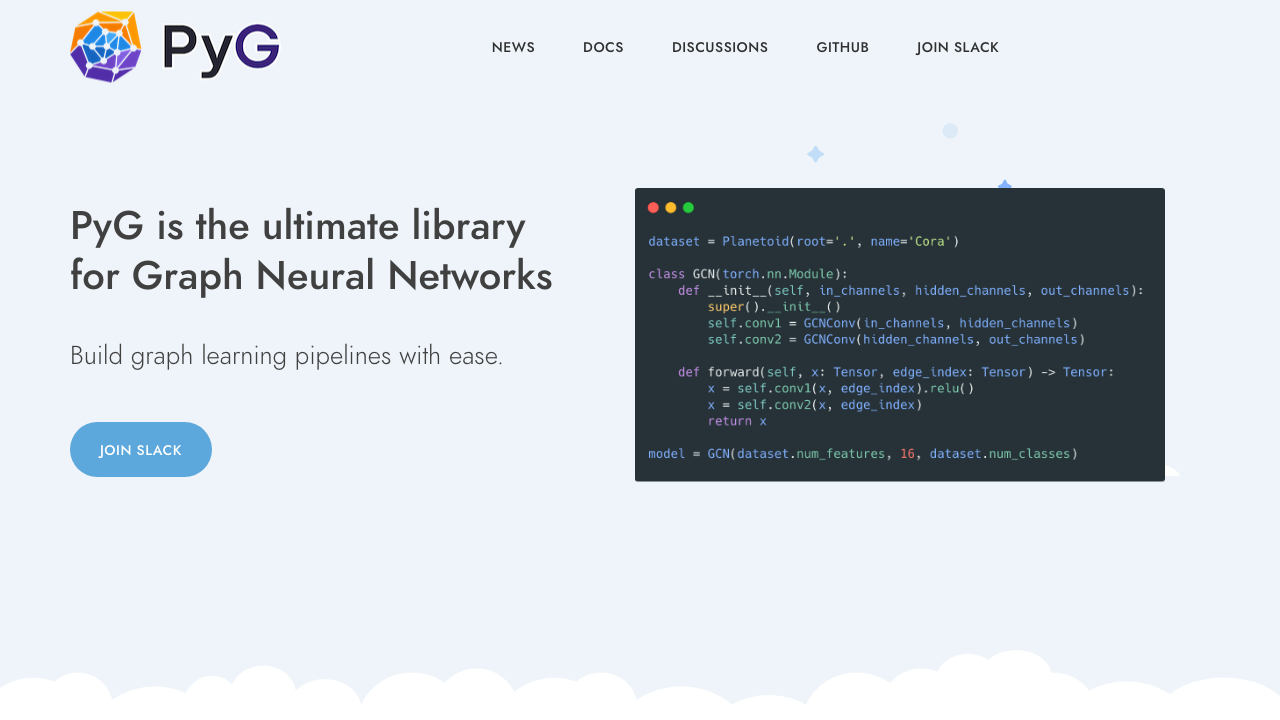 PyG
NEWS DOCS DISCUSSIONS GITHUB JOIN SLACK
PyG is the ultimate library
for Graph Neural Networks
Build graph learning pipelines with ease.
JOIN SLACK
dataset = Planetoid(root='.', name='Cora')
class GCN(torch.nn.Module):
    def __init__(self, in_channels, hidden_channels, out_channels):
        super().__init__()
        self.conv1 = GCNConv(in_channels, hidden_channels)
        self.conv2 = GCNConv(hidden_channels, out_channels)
    def forward(self, x: Tensor, edge_index: Tensor) -> Tensor:
        x = self.conv1(x, edge_index).relu()
        x = self.conv2(x, edge_index)
        return x
model = GCN(dataset.num_features, 16, dataset.num_classes)